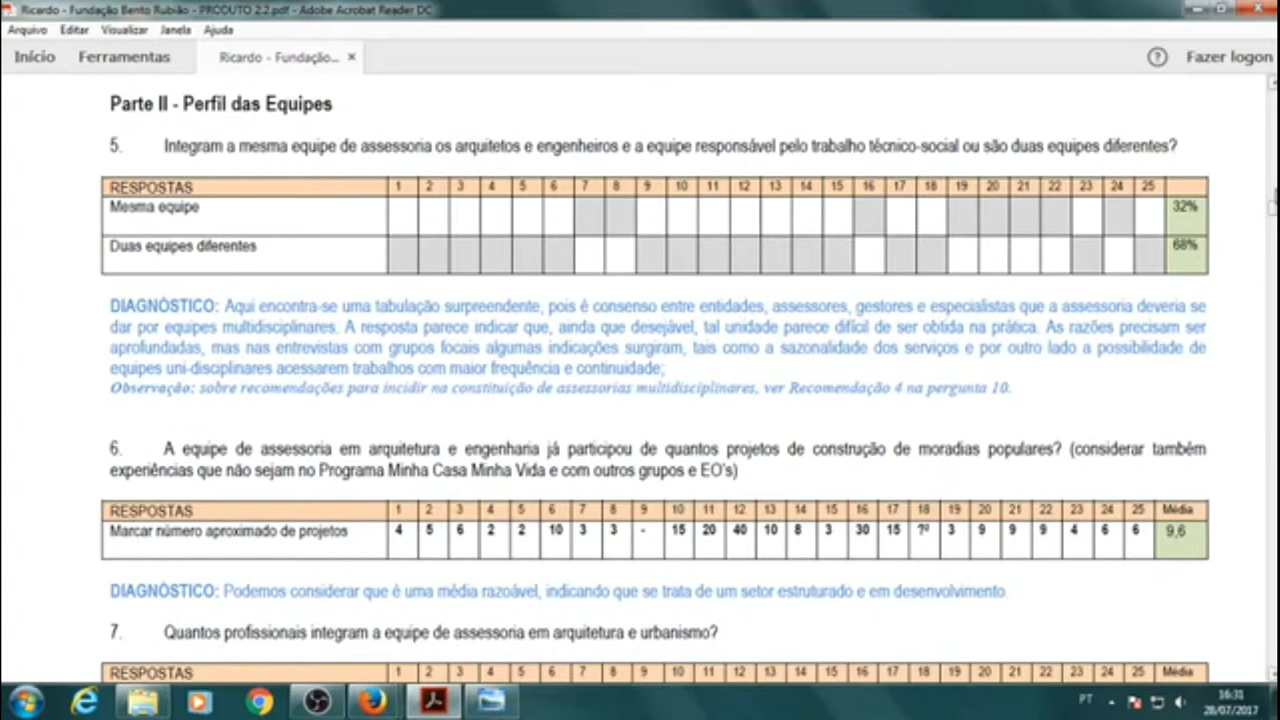 Ricardo - Fundação Bento Rubião - PRODUTO 2.2.pdf - Adobe Acrobat Reader DC
Arquivo Editar Visualizar Janela Ajuda
Início Ferramentas Ricardo - Fundação... × ? Fazer logon
Parte II - Perfil das Equipes
5. Integram a mesma equipe de assessoria os arquitetos e engenheiros e a equipe responsável pelo trabalho técnico-social ou são duas equipes diferentes?
RESPOSTAS 1 2 3 4 5 6 7 8 9 10 11 12 13 14 15 16 17 18 19 20 21 22 23 24 25
Mesma equipe 32%
Duas equipes diferentes 68%
DIAGNÓSTICO: Aqui encontra-se uma tabulação surpreendente, pois é consenso entre entidades, assessores, gestores e especialistas que a assessoria deveria se
dar por equipes multidisciplinares. A resposta parece indicar que, ainda que desejável, tal unidade parece difícil de ser obtida na prática. As razões precisam ser
aprofundadas, mas nas entrevistas com grupos focais algumas indicações surgiram, tais como a sazonalidade dos serviços e por outro lado a possibilidade de
equipes uni-disciplinares acessarem trabalhos com maior frequência e continuidade;
Observação: sobre recomendações para incidir na constituição de assessorias multidisciplinares, ver Recomendação 4 na pergunta 10.
6. A equipe de assessoria em arquitetura e engenharia já participou de quantos projetos de construção de moradias populares? (considerar também
experiências que não sejam no Programa Minha Casa Minha Vida e com outros grupos e EO's)
RESPOSTAS 1 2 3 4 5 6 7 8 9 10 11 12 13 14 15 16 17 18 19 20 21 22 23 24 25 Média
Marcar número aproximado de projetos 4 5 6 2 2 10 3 3 - 15 20 40 10 8 3 30 15 ?² 3 9 9 9 4 6 6 9,6
DIAGNÓSTICO: Podemos considerar que é uma média razoável, indicando que se trata de um setor estruturado e em desenvolvimento.
7. Quantos profissionais integram a equipe de assessoria em arquitetura e urbanismo?
RESPOSTAS 1 2 3 4 5 6 7 8 9 10 11 12 13 14 15 16 17 18 19 20 21 22 23 24 25 Média
PT 16:31
28/07/2017